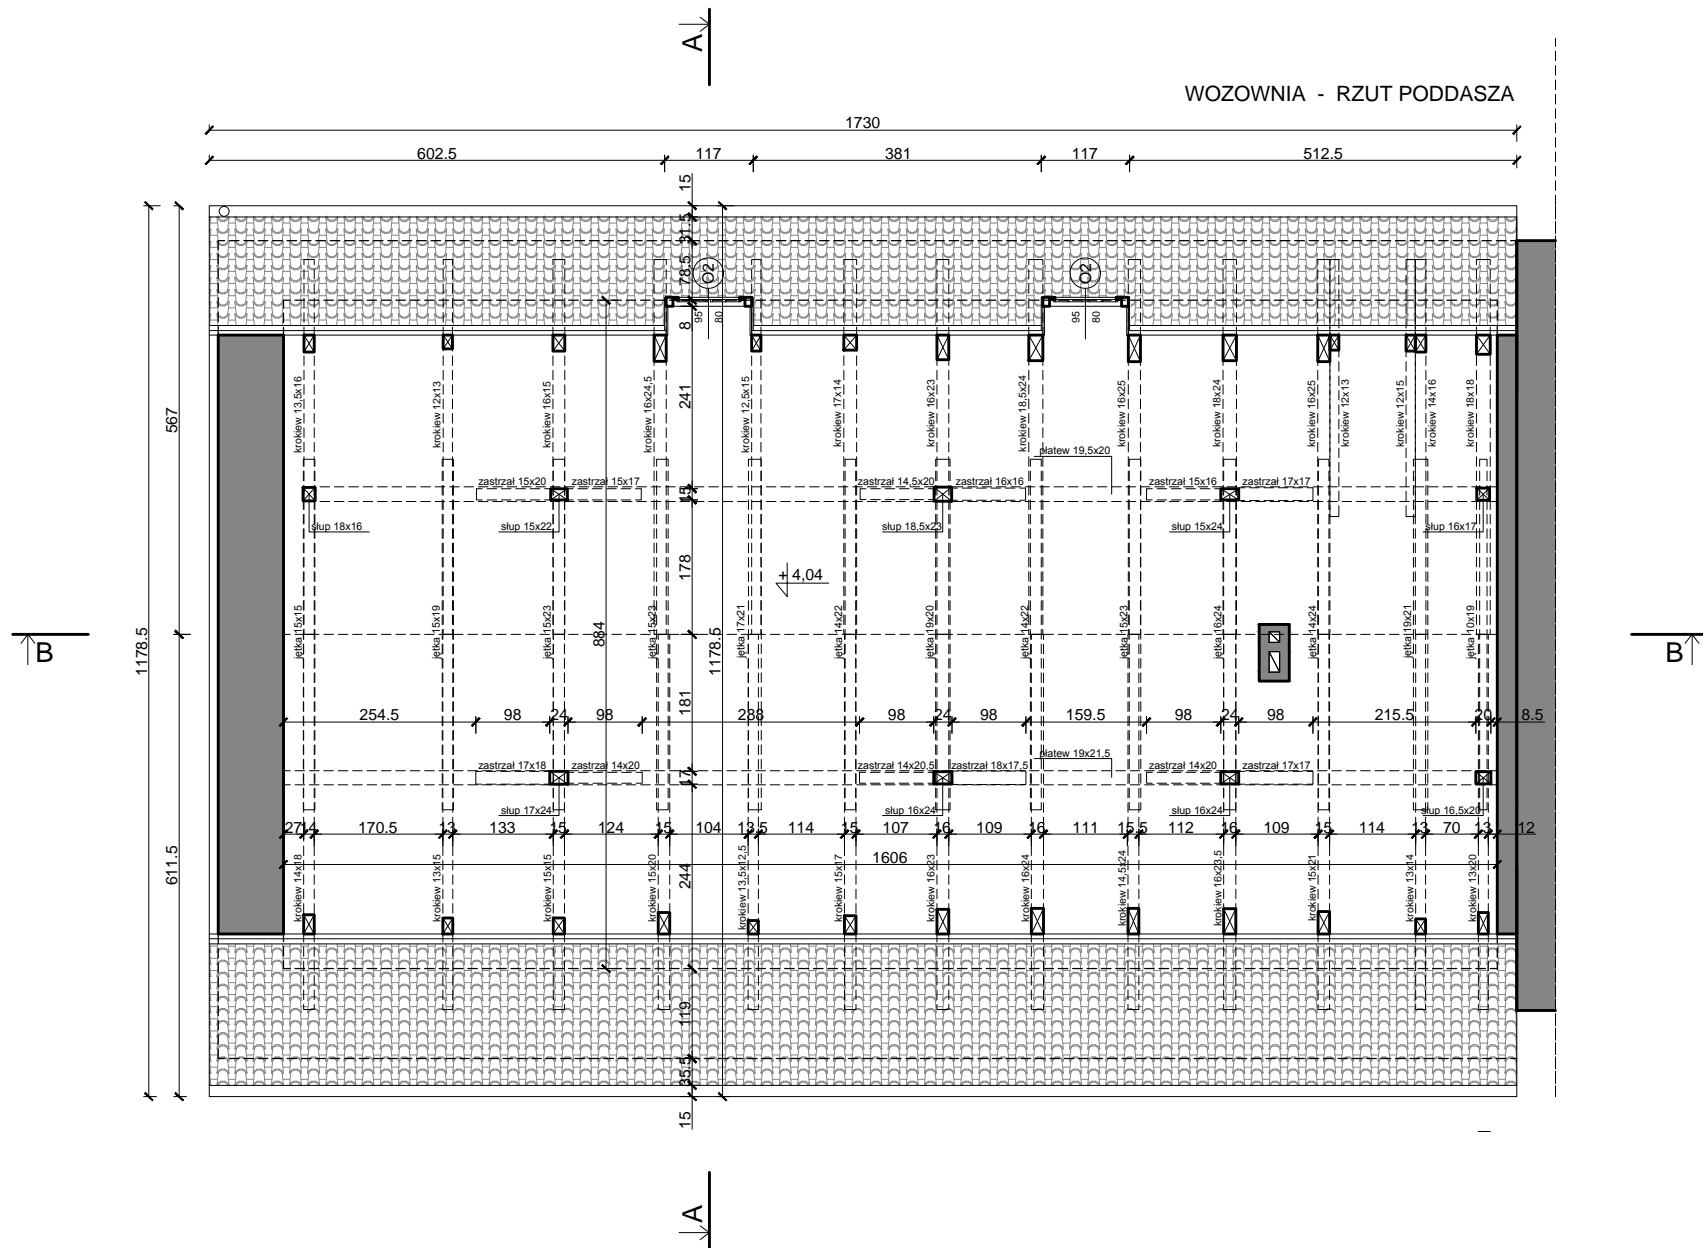 A
WOZOWNIA - RZUT PODDASZA
1730
602.5 117 381 117 512.5
15
31.5
78.5
O2
O2
8
95
80
95
80
567
241
krokiew 13,5x16
krokiew 12x13
krokiew 16x15
krokiew 16x24,5
krokiew 12,5x15
krokiew 17x14
krokiew 16x23
krokiew 18,5x24
krokiew 16x25
krokiew 18x24
krokiew 16x25
krokiew 12x13
krokiew 12x15
krokiew 14x16
krokiew 18x18
płatew 19,5x20
zastrzał 15x20 zastrzał 15x17 zastrzał 14,5x20 zastrzał 16x16 zastrzał 15x16 zastrzał 17x17
15
słup 18x16 słup 15x22 słup 18,5x23 słup 15x24 słup 16x17
178
+ 4,04
1178.5
884
1178.5
jętka 15x15
jętka 15x19
jętka 15x23
jętka 15x23
jętka 17x21
jętka 14x22
jętka 19x20
jętka 14x22
jętka 15x23
jętka 16x24
jętka 14x24
jętka 19x21
jętka 10x19
B B
181
254.5 98 24 98 288 98 24 98 159.5 98 24 98 215.5 20 8.5
płatew 19x21,5
zastrzał 17x18 zastrzał 14x20 zastrzał 14x20,5 zastrzał 18x17,5 zastrzał 14x20 zastrzał 17x17
17
słup 17x24 słup 16x24 słup 16x24 słup 16,5x20
27 14 170.5 13 133 15 124 15 104 13.5 114 15 107 16 109 16 111 15.5 112 16 109 15 114 13 70 13 12
1606
611.5
244
krokiew 14x18
krokiew 13x15
krokiew 15x15
krokiew 15x20
krokiew 13,5x12,5
krokiew 15x17
krokiew 16x23
krokiew 16x24
krokiew 14,5x24
krokiew 16x23,5
krokiew 15x21
krokiew 13x14
krokiew 13x20
119
35.5
15
A